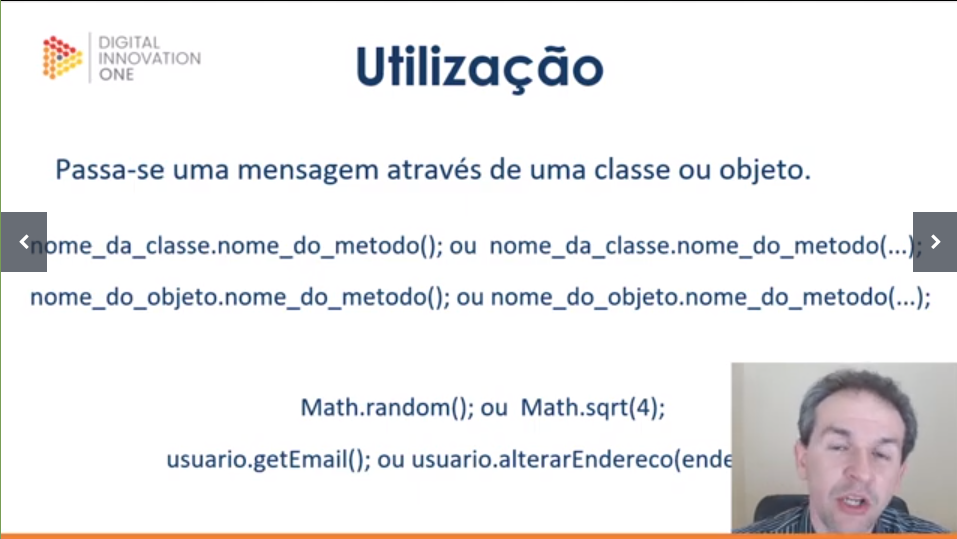 DIGITAL
INNOVATION
ONE
Utilização
Passa-se uma mensagem através de uma classe ou objeto.
nome_da_classe.nome_do_metodo(); ou nome_da_classe.nome_do_metodo(...);
nome_do_objeto.nome_do_metodo(); ou nome_do_objeto.nome_do_metodo(...);
Math.random(); ou Math.sqrt(4);
usuario.getEmail(); ou usuario.alterarEndereco(ende